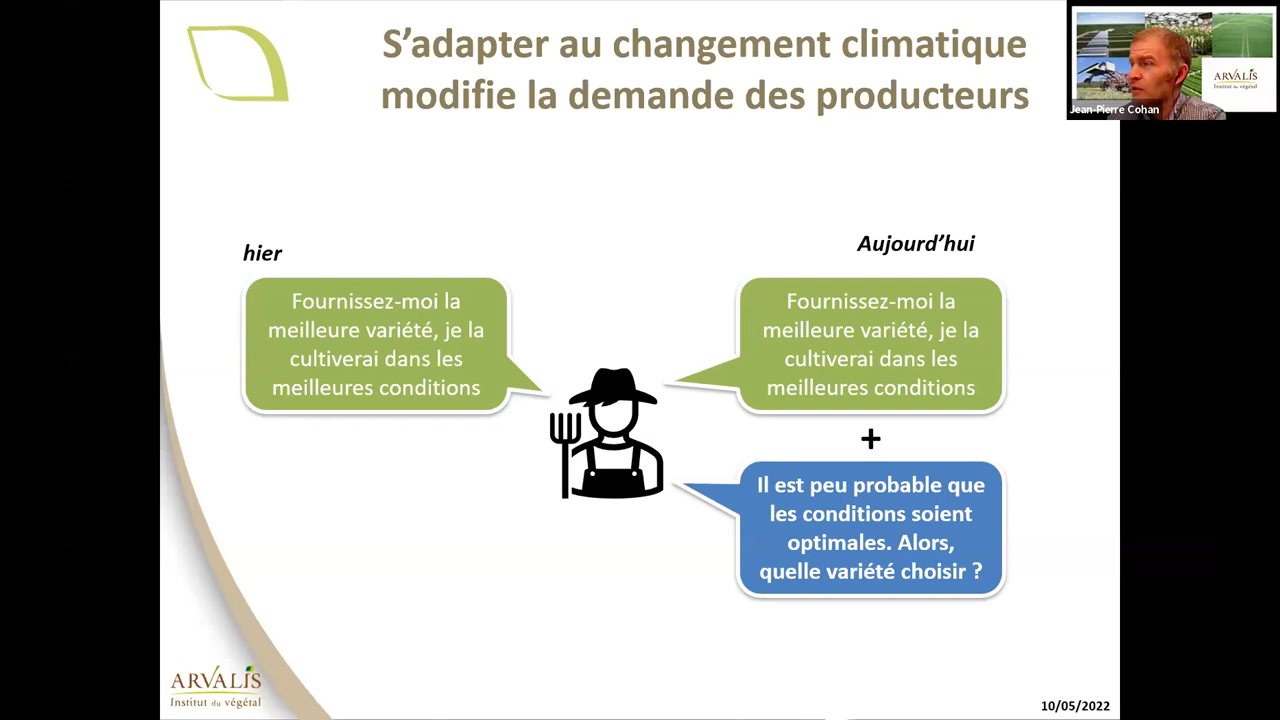 S'adapter au changement climatique
modifie la demande des producteurs
ARVALIS
Institut du végétal
Jean-Pierre Cohan
hier
Aujourd'hui
Fournissez-moi la
meilleure variété, je la
cultiverai dans les
meilleures conditions
Fournissez-moi la
meilleure variété, je la
cultiverai dans les
meilleures conditions
+
Il est peu probable que
les conditions soient
optimales. Alors,
quelle variété choisir ?
ARVALIS
Institut du végétal
10/05/2022